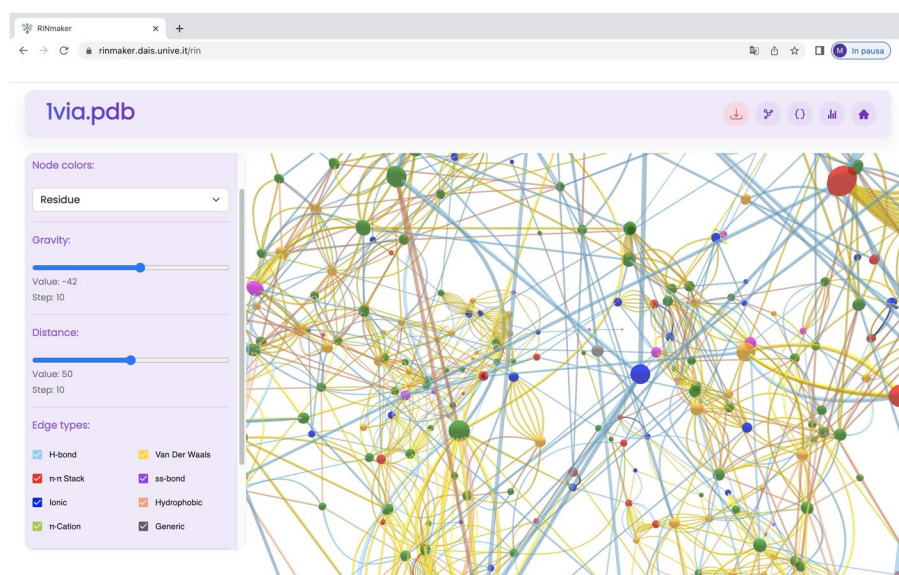 RINmaker
rinmaker.dais.unive.it/rin
M In pausa
1via.pdb
Node colors:
Residue
Gravity:
Value: -42
Step: 10
Distance:
Value: 50
Step: 10
Edge types:
H-bond Van Der Waals
π-π Stack ss-bond
Ionic Hydrophobic
π-Cation Generic